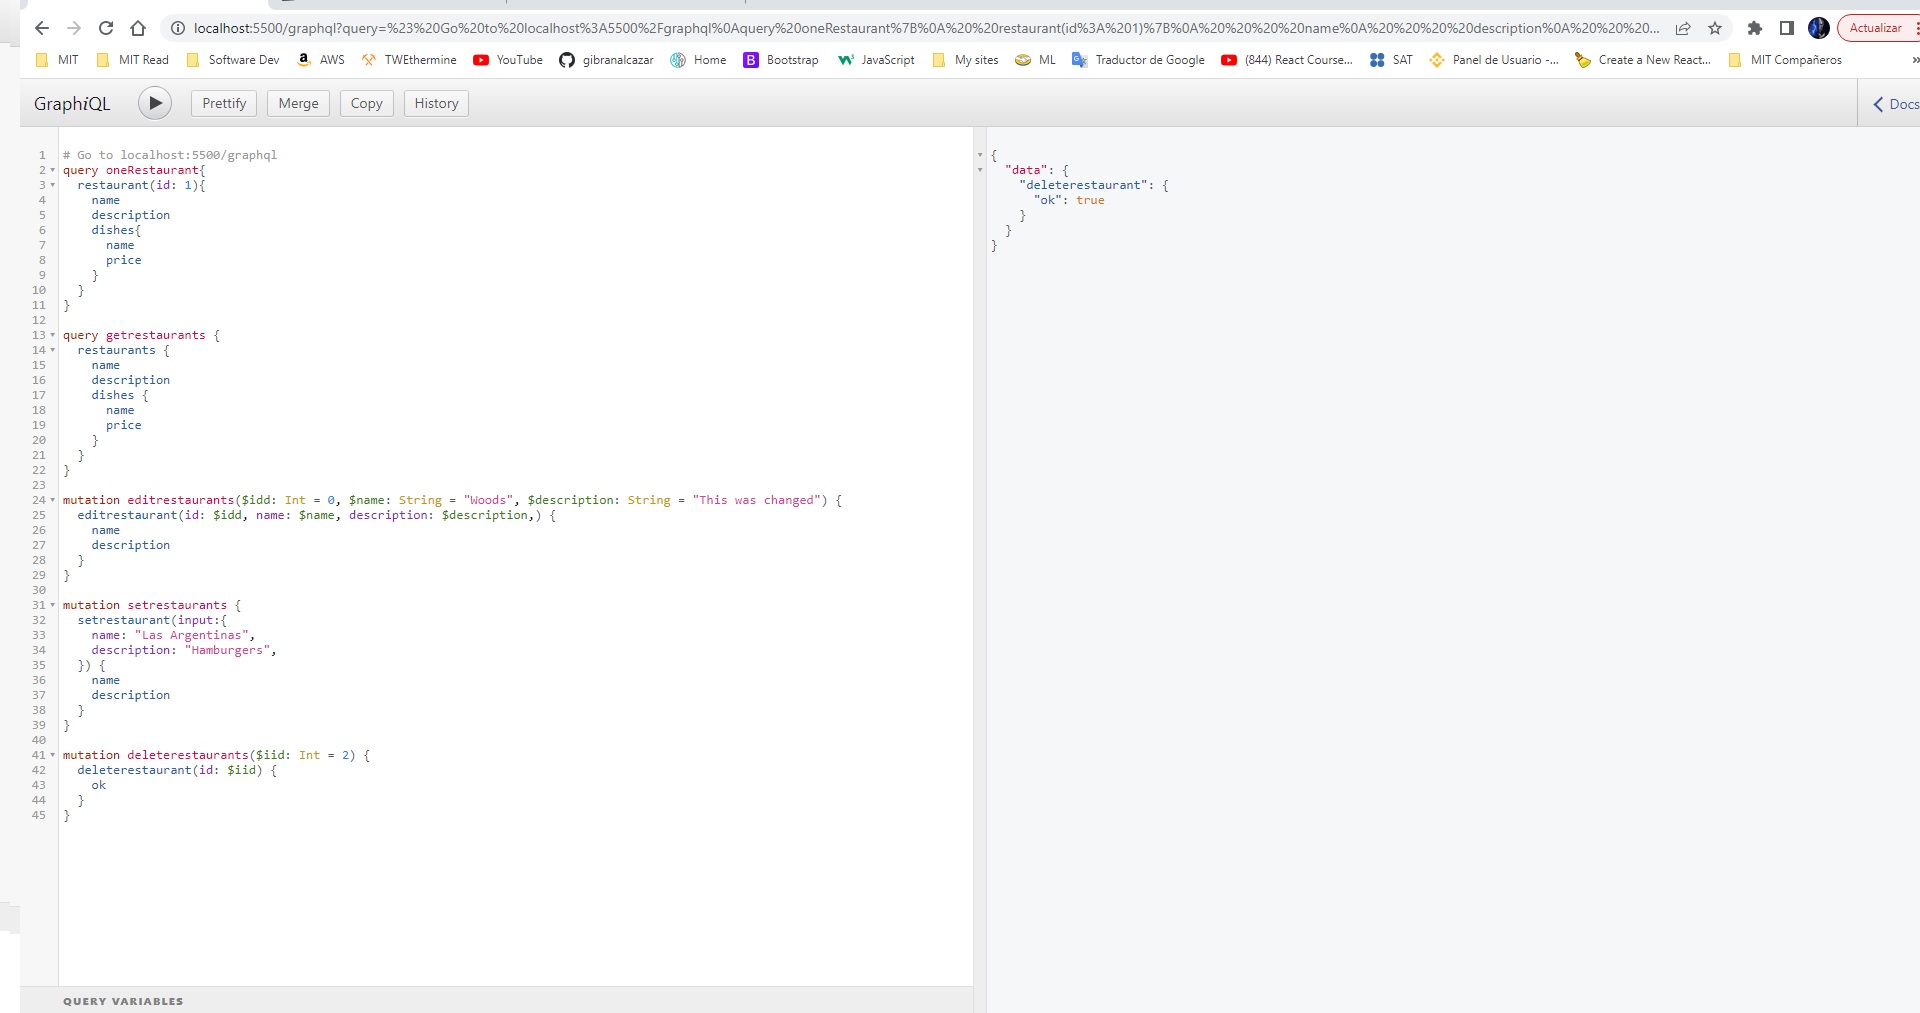 localhost:5500/graphql?query=%23%20Go%20to%20localhost%3A5500%2Fgraphql%0Aquery%20oneRestaurant%7B%0A%20%20restaurant(id%3A%201)%7B%0A%20%20%20%20name%0A%20%20%20%20description%0A%20%20%20... Actualizar
MIT MIT Read Software Dev AWS TWEthermine YouTube gibranalcazar Home Bootstrap JavaScript My sites ML Traductor de Google (844) React Course... SAT Panel de Usuario -... Create a New React... MIT Compañeros »
GraphiQL Prettify Merge Copy History Docs
1 # Go to localhost:5500/graphql
2 query oneRestaurant{
3 restaurant(id: 1){
4 name
5 description
6 dishes{
7 name
8 price
9 }
10 }
11 }
12
13 query getrestaurants {
14 restaurants {
15 name
16 description
17 dishes {
18 name
19 price
20 }
21 }
22 }
23
24 mutation editrestaurants($idd: Int = 0, $name: String = "Woods", $description: String = "This was changed") {
25 editrestaurant(id: $idd, name: $name, description: $description,) {
26 name
27 description
28 }
29 }
30
31 mutation setrestaurants {
32 setrestaurant(input:{
33 name: "Las Argentinas",
34 description: "Hamburgers",
35 }) {
36 name
37 description
38 }
39 }
40
41 mutation deleterestaurants($iid: Int = 2) {
42 deleterestaurant(id: $iid) {
43 ok
44 }
45 }
QUERY VARIABLES
{
"data": {
"deleterestaurant": {
"ok": true
}
}
}